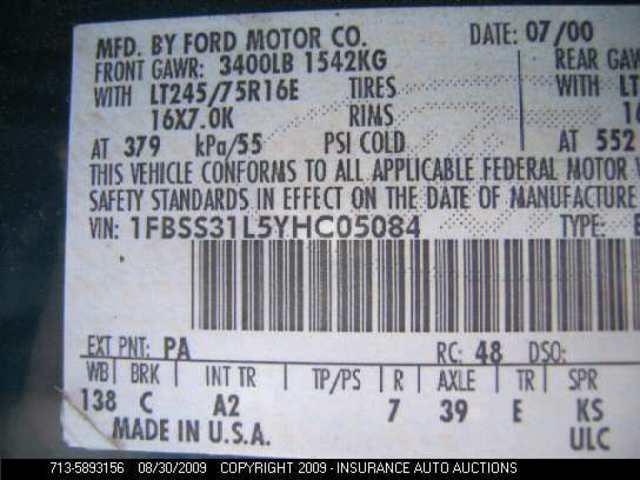 MFD. BY FORD MOTOR CO. DATE: 07/00
FRONT GAWR: 3400LB 1542KG REAR GAW
WITH LT245/75R16E TIRES WITH LT
16X7.0K RIMS 16
AT 379 kPa/55 PSI COLD AT 552
THIS VEHICLE CONFORMS TO ALL APPLICABLE FEDERAL MOTOR V
SAFETY STANDARDS IN EFFECT ON THE DATE OF MANUFACTURE
VIN: 1FBSS31L5YHC05084 TYPE:
EXT PNT: PA RC: 48 DSO:
WB BRK INT TR TP/PS R AXLE TR SPR
138 C A2 7 39 E KS
MADE IN U.S.A. ULC
713-5893156 08/30/2009 COPYRIGHT 2009 - INSURANCE AUTO AUCTIONS